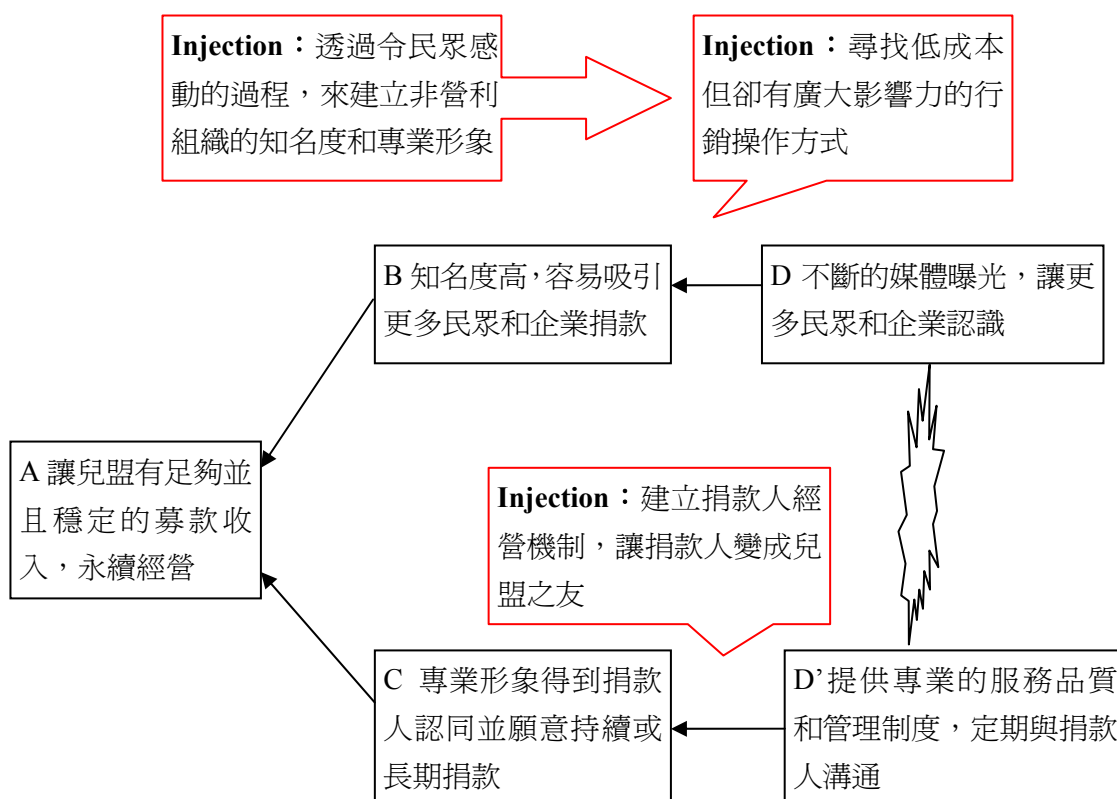 Injection：透過令民眾感
動的過程，來建立非營利
組織的知名度和專業形象
Injection：尋找低成本
但卻有廣大影響力的行
銷操作方式
B 知名度高，容易吸引
更多民眾和企業捐款
D 不斷的媒體曝光，讓更
多民眾和企業認識
A 讓兒盟有足夠並
且穩定的募款收
入，永續經營
Injection：建立捐款人經
營機制，讓捐款人變成兒
盟之友
C 專業形象得到捐款
人認同並願意持續或
長期捐款
D’提供專業的服務品質
和管理制度，定期與捐款
人溝通